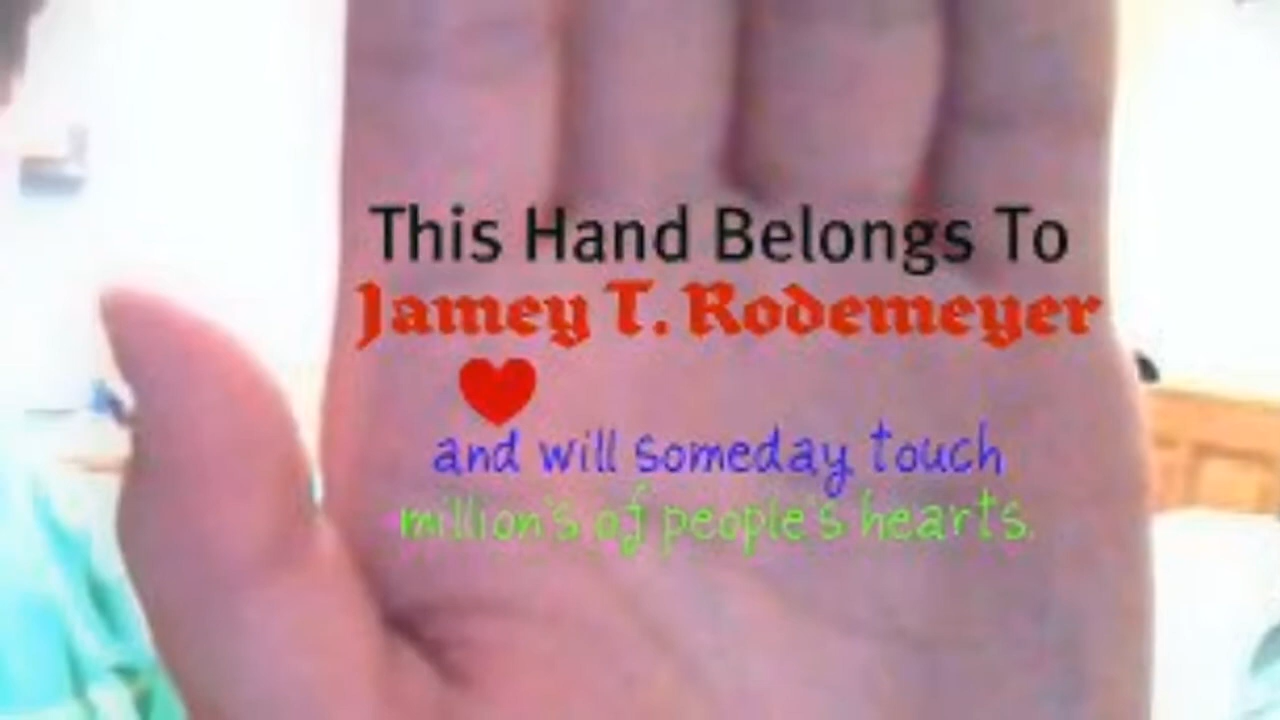 This Hand Belongs To
Jamey T. Rodemeyer
and will someday touch
million's of people's hearts.